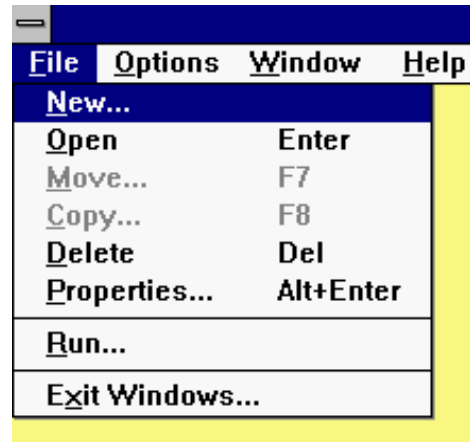 File Options Window Help
New...
Open Enter
Move... F7
Copy... F8
Delete Del
Properties... Alt+Enter
Run...
Exit Windows...